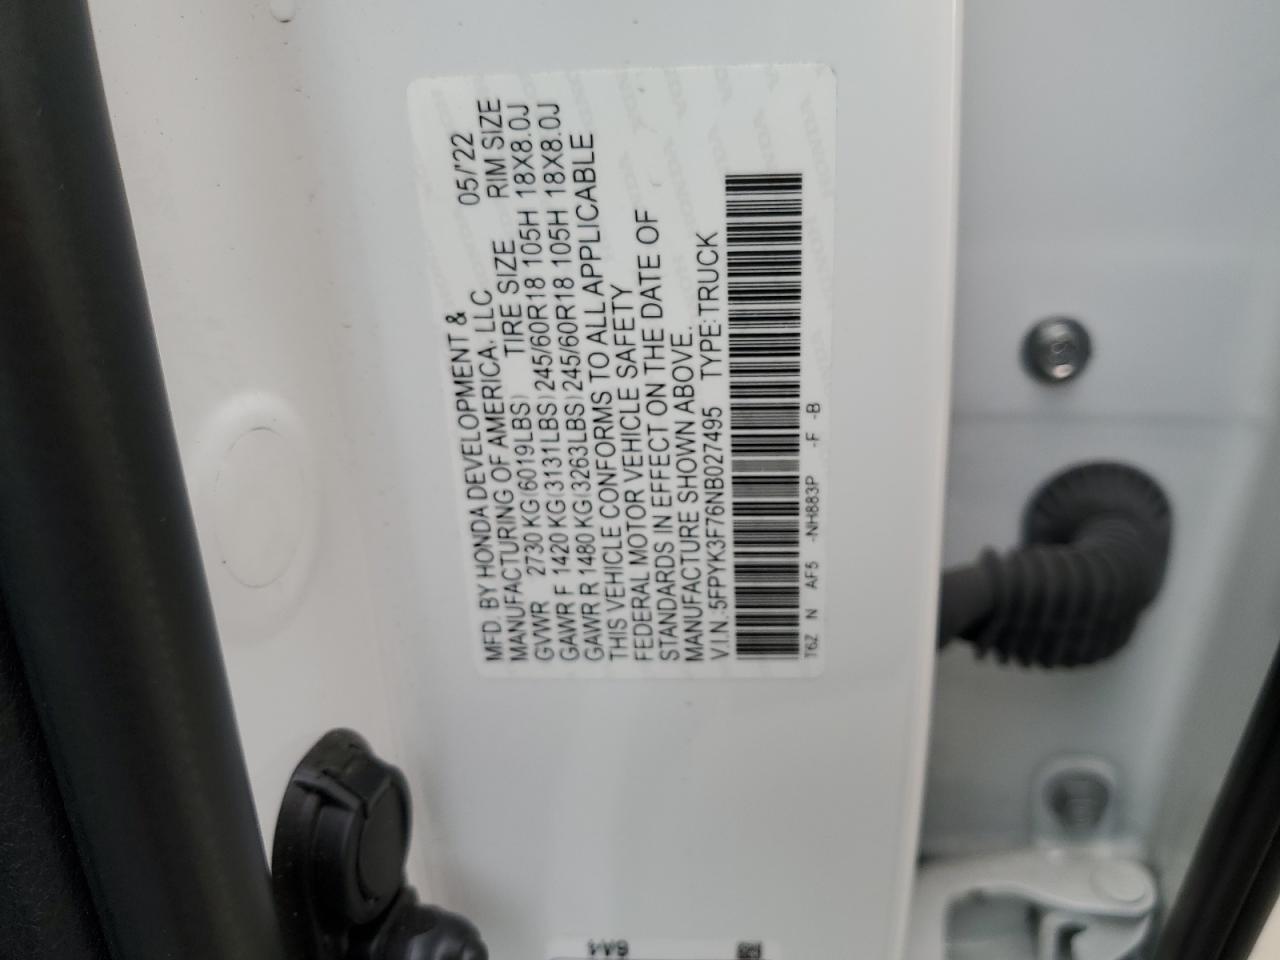 MFD. BY HONDA DEVELOPMENT & 05/'22
MANUFACTURING OF AMERICA, LLC
TIRE SIZE RIM SIZE
GVWR 2730 KG(6019LBS)
GAWR F 1420 KG(3131LBS) 245/60R18 105H 18X8.0J
GAWR R 1480 KG(3263LBS) 245/60R18 105H 18X8.0J
THIS VEHICLE CONFORMS TO ALL APPLICABLE
FEDERAL MOTOR VEHICLE SAFETY
STANDARDS IN EFFECT ON THE DATE OF
MANUFACTURE SHOWN ABOVE.
V.I.N.:5FPYK3F76NB027495 TYPE:TRUCK
T6Z N AF5 -NH883P -F -B
HONDA